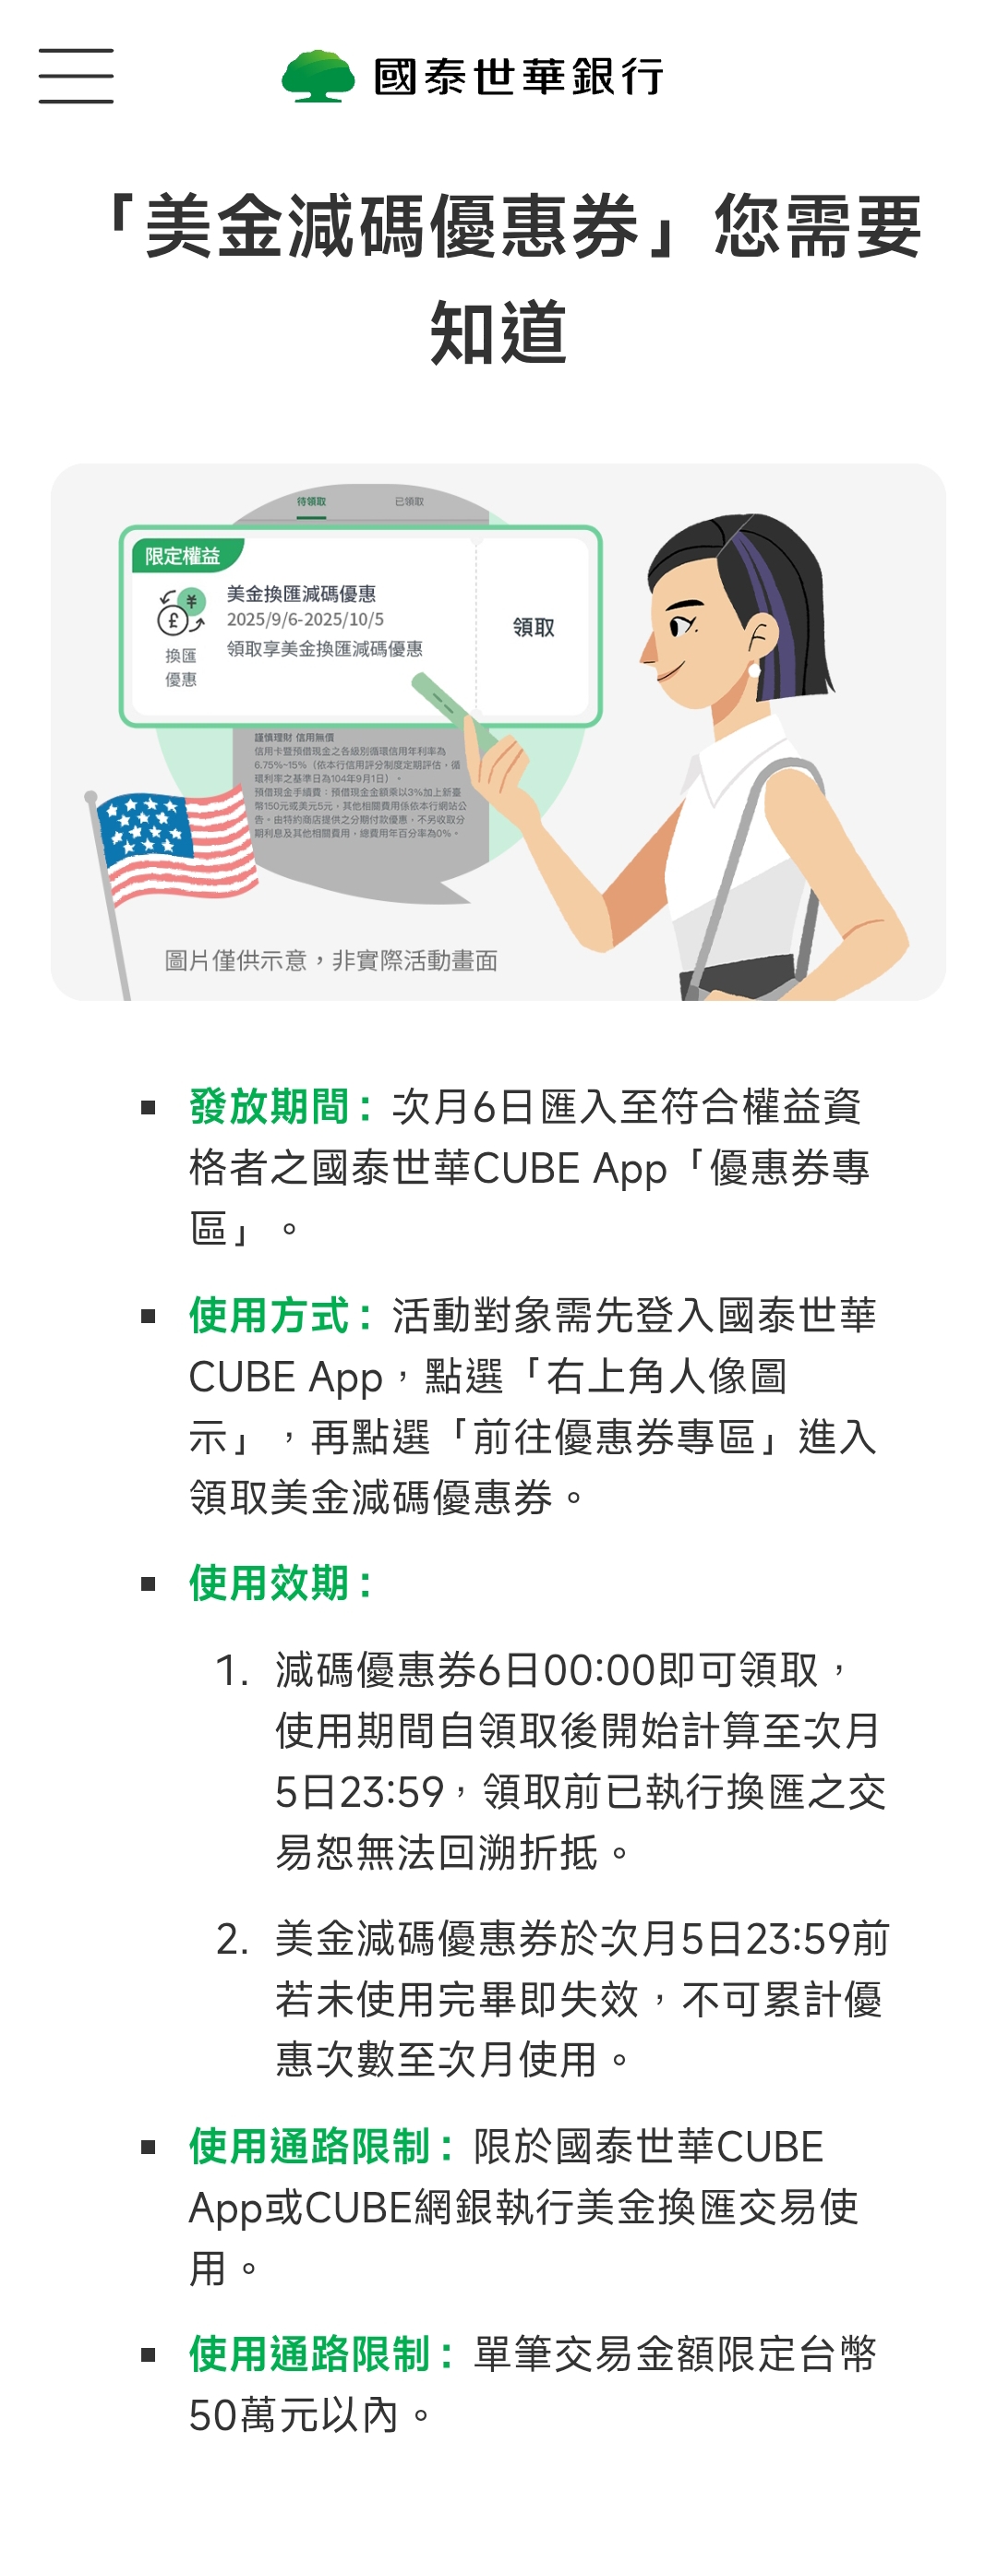 國泰世華銀行
「美金減碼優惠券」您需要
知道
待領取 已領取
限定權益
美金換匯減碼優惠
2025/9/6-2025/10/5
領取享美金換匯減碼優惠
換匯
優惠
領取
謹慎理財 信用無價
信用卡暨預借現金之各級別循環信用年利率為
6.75%~15%（依本行信用評分制度定期評估，循
環利率之基準日為104年9月1日）。
預借現金手續費：預借現金金額乘以3%加上新臺
幣150元或美元5元，其他相關費用係依本行網站公
告。由特約商店提供之分期付款優惠，不另收取分
期利息及其他相關費用，總費用年百分率為0%。
圖片僅供示意，非實際活動畫面
▪ 發放期間：次月6日匯入至符合權益資
格者之國泰世華CUBE App「優惠券專
區」。
▪ 使用方式：活動對象需先登入國泰世華
CUBE App，點選「右上角人像圖
示」，再點選「前往優惠券專區」進入
領取美金減碼優惠券。
▪ 使用效期：
1. 減碼優惠券6日00:00即可領取，
使用期間自領取後開始計算至次月
5日23:59，領取前已執行換匯之交
易恕無法回溯折抵。
2. 美金減碼優惠券於次月5日23:59前
若未使用完畢即失效，不可累計優
惠次數至次月使用。
▪ 使用通路限制：限於國泰世華CUBE
App或CUBE網銀執行美金換匯交易使
用。
▪ 使用通路限制：單筆交易金額限定台幣
50萬元以內。